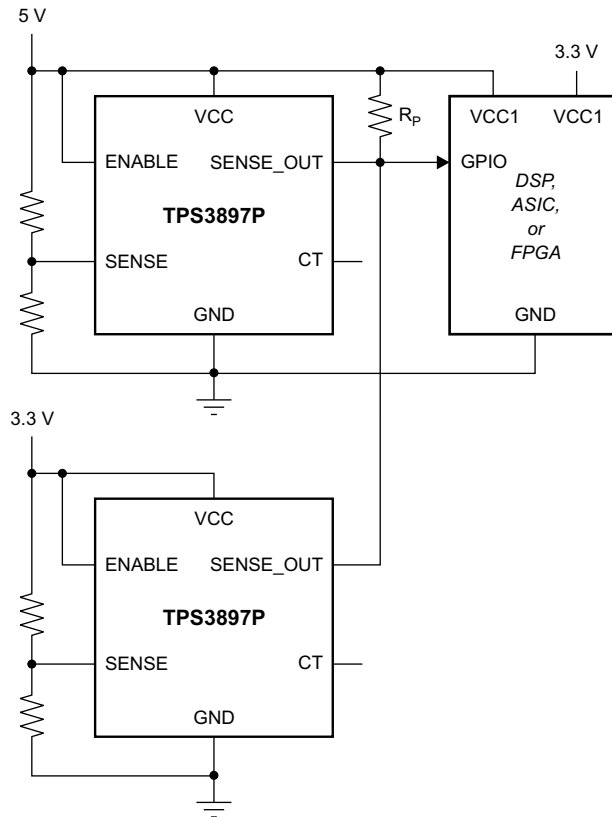 5 V
3.3 V
VCC
R_P
VCC1 VCC1
ENABLE SENSE_OUT
GPIO
DSP,
ASIC,
or
FPGA
TPS3897P
SENSE CT
GND
GND
3.3 V
VCC
ENABLE SENSE_OUT
TPS3897P
SENSE CT
GND